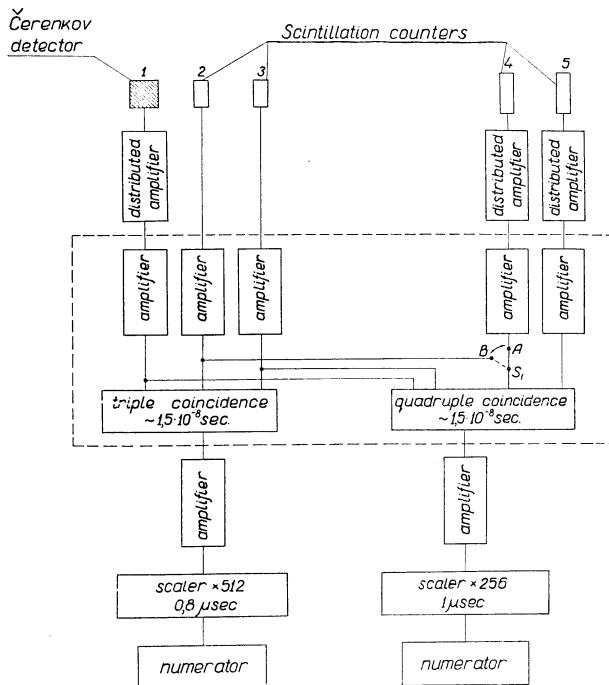 Čerenkov
detector
Scintillation counters
1
2
3
4
5
distributed
amplifier
distributed
amplifier
distributed
amplifier
amplifier
amplifier
amplifier
amplifier
amplifier
B
A
S₁
triple coincidence
~1,5·10⁻⁸sec.
quadruple coincidence
~1,5·10⁻⁸sec.
amplifier
amplifier
scaler ×512
0,8 μsec
scaler ×256
1μsec
numerator
numerator